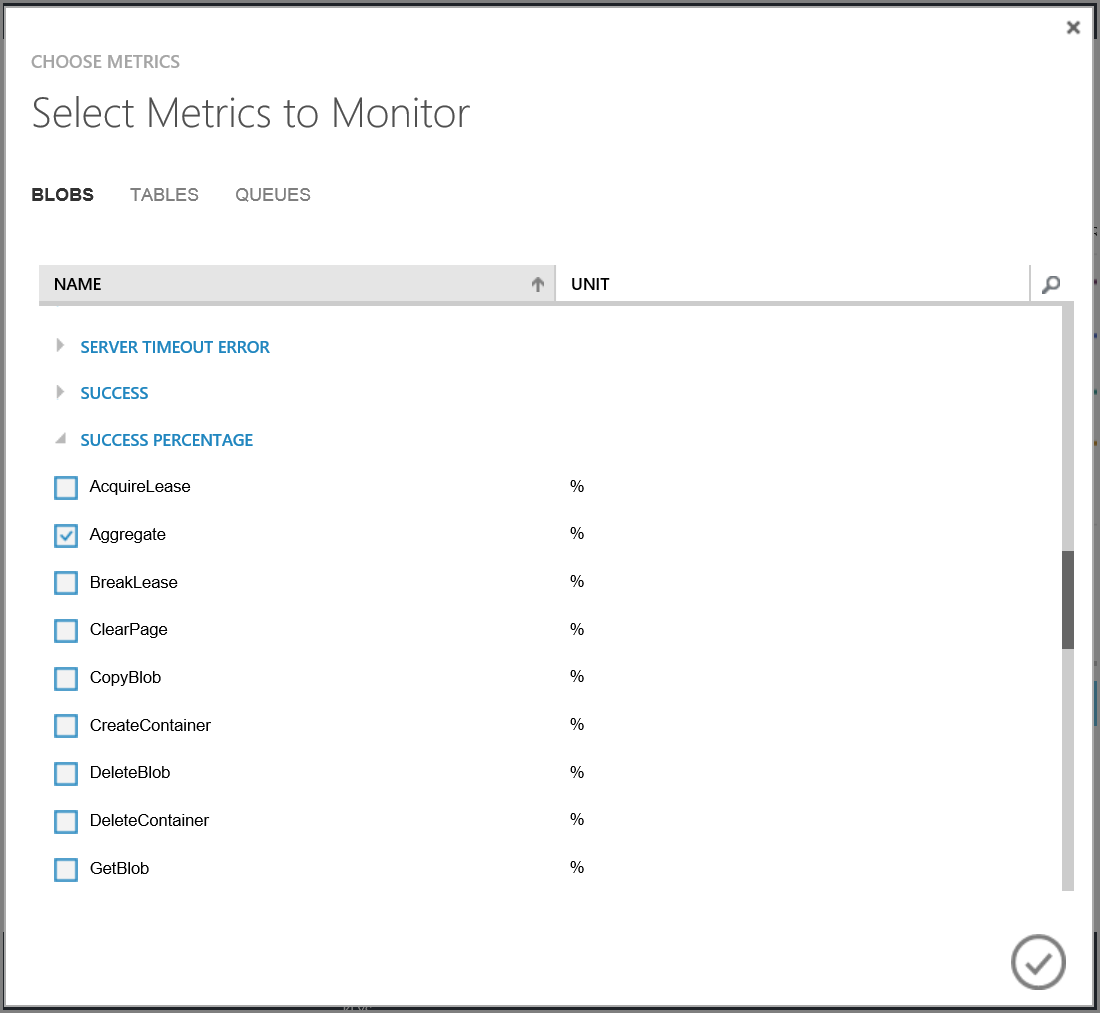 CHOOSE METRICS
Select Metrics to Monitor
BLOBS TABLES QUEUES
NAME UNIT
SERVER TIMEOUT ERROR
SUCCESS
SUCCESS PERCENTAGE
AcquireLease %
Aggregate %
BreakLease %
ClearPage %
CopyBlob %
CreateContainer %
DeleteBlob %
DeleteContainer %
GetBlob %